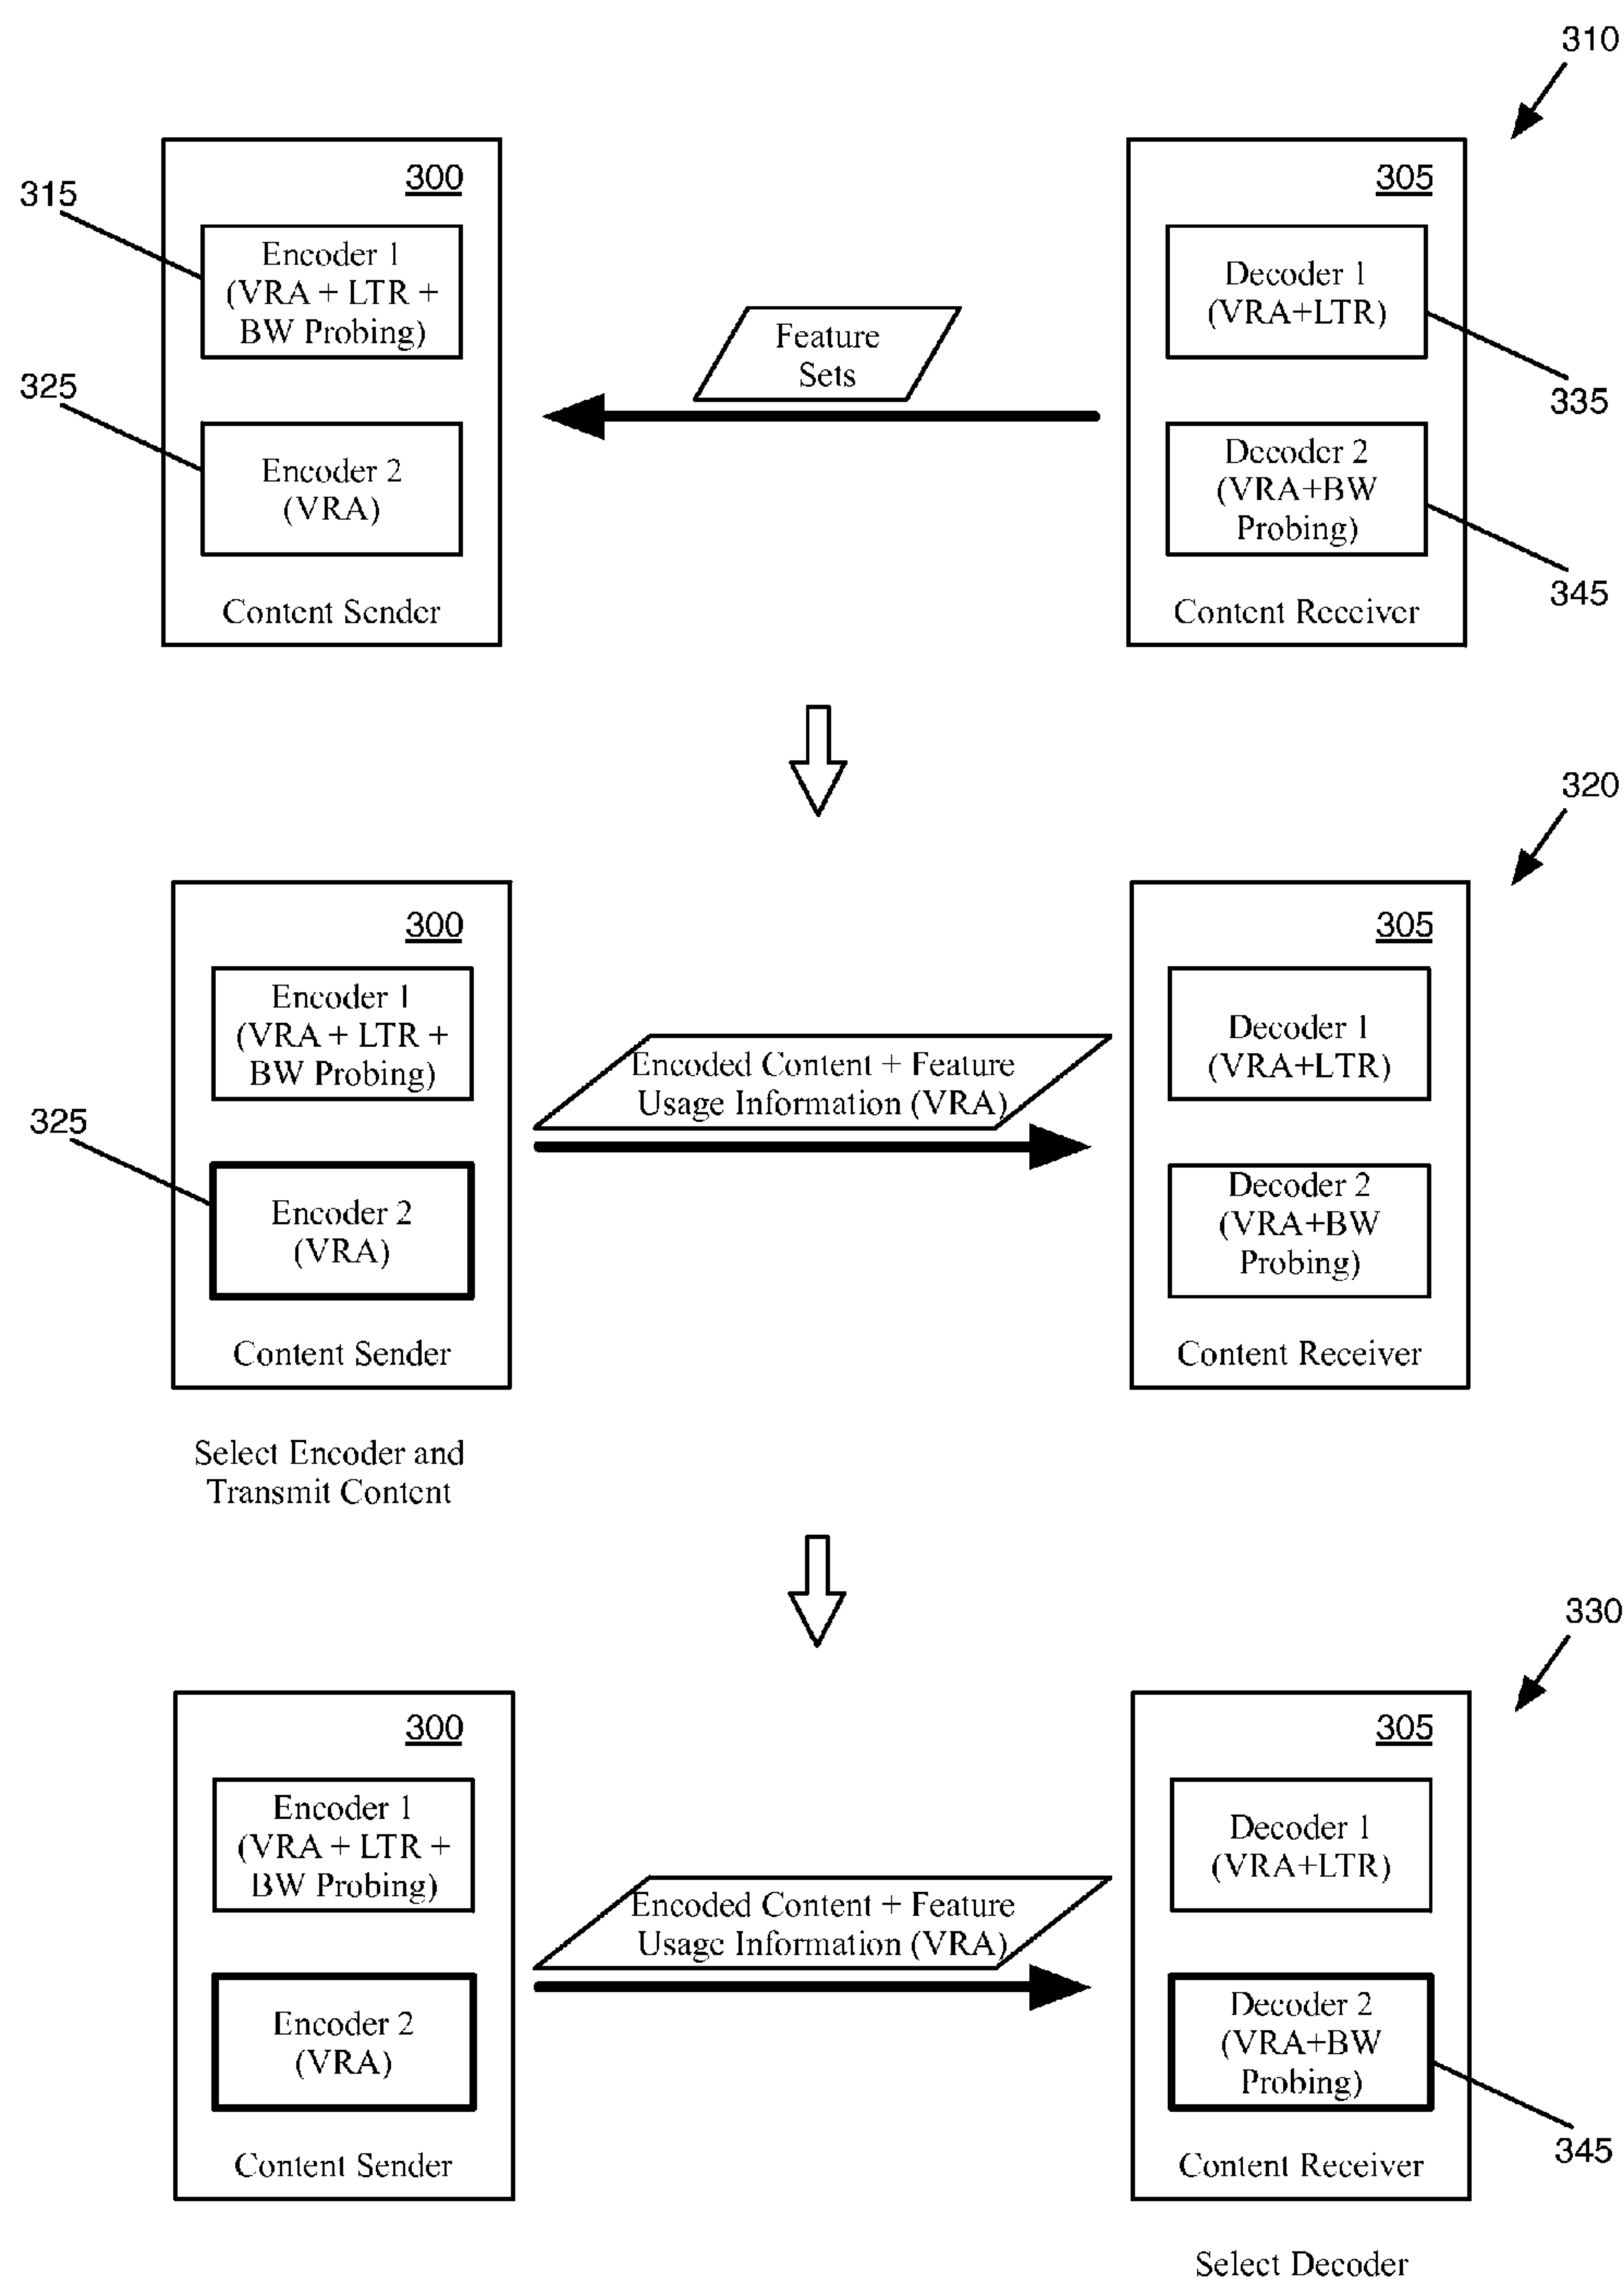 310
300
305
315
Encoder 1
(VRA + LTR +
BW Probing)
Decoder 1
(VRA+LTR)
Feature
Sets
325
335
Encoder 2
(VRA)
Decoder 2
(VRA+BW
Probing)
345
Content Sender
Content Receiver
320
300
305
Encoder 1
(VRA + LTR +
BW Probing)
Decoder 1
(VRA+LTR)
Encoded Content + Feature
Usage Information (VRA)
325
Encoder 2
(VRA)
Decoder 2
(VRA+BW
Probing)
Content Sender
Content Receiver
Select Encoder and
Transmit Content
330
300
305
Encoder 1
(VRA + LTR +
BW Probing)
Decoder 1
(VRA+LTR)
Encoded Content + Feature
Usage Information (VRA)
Encoder 2
(VRA)
Decoder 2
(VRA+BW
Probing)
345
Content Sender
Content Receiver
Select Decoder